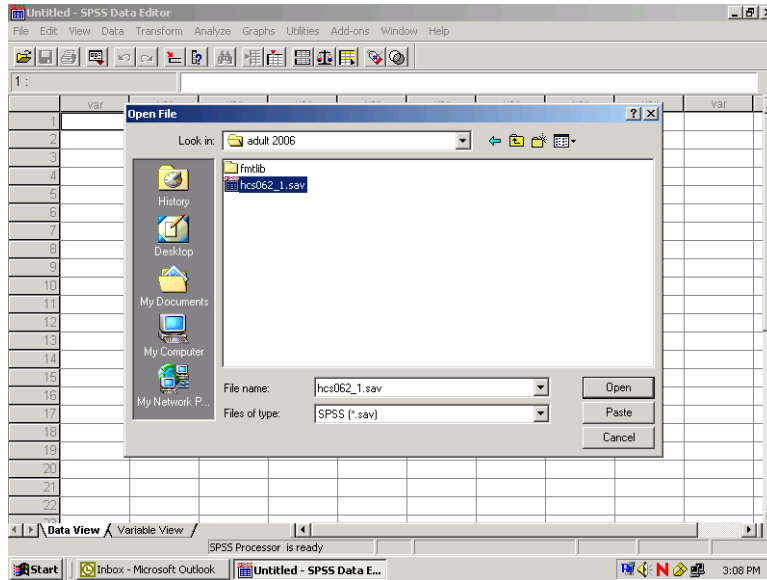 Untitled - SPSS Data Editor
File Edit View Data Transform Analyze Graphs Utilities Add-ons Window Help
1 :
var var
Open File
Look in: adult 2006
fmtlib
hcs062_1.sav
History
Desktop
My Documents
My Computer
My Network P...
File name: hcs062_1.sav Open
Files of type: SPSS (*.sav) Paste
Cancel
1
2
3
4
5
6
7
8
9
10
11
12
13
14
15
16
17
18
19
20
21
22
Data View Variable View
SPSS Processor is ready
Start Inbox - Microsoft Outlook Untitled - SPSS Data E... 3:08 PM